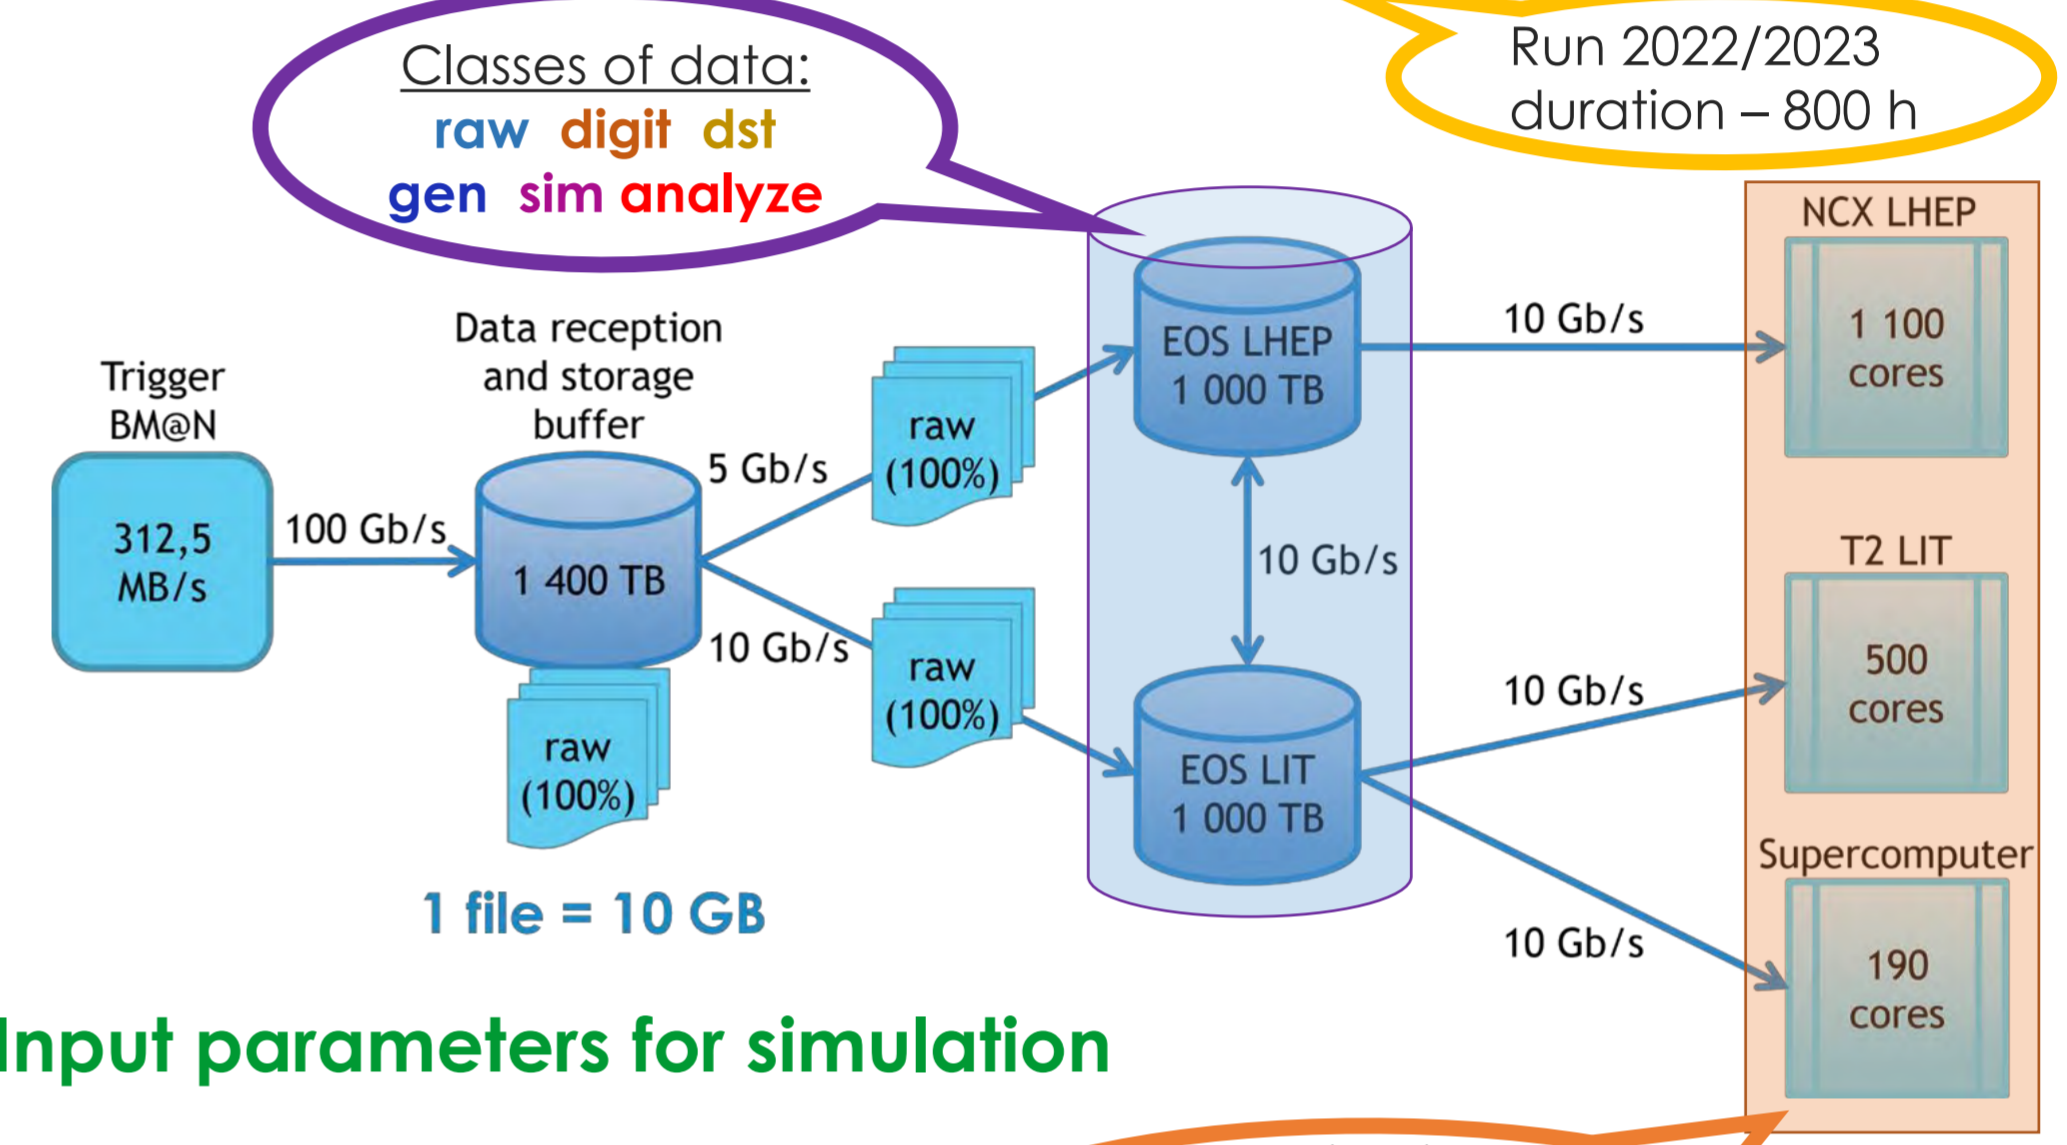 Classes of data:
raw digit dst
gen sim analyze
Run 2022/2023
duration – 800 h
Trigger
BM@N
312,5
MB/s
100 Gb/s
Data reception
and storage
buffer
1 400 TB
raw
(100%)
1 file = 10 GB
5 Gb/s
raw
(100%)
10 Gb/s
raw
(100%)
EOS LHEP
1 000 TB
10 Gb/s
EOS LIT
1 000 TB
10 Gb/s
10 Gb/s
10 Gb/s
NCX LHEP
1 100
cores
T2 LIT
500
cores
Supercomputer
190
cores
Input parameters for simulation